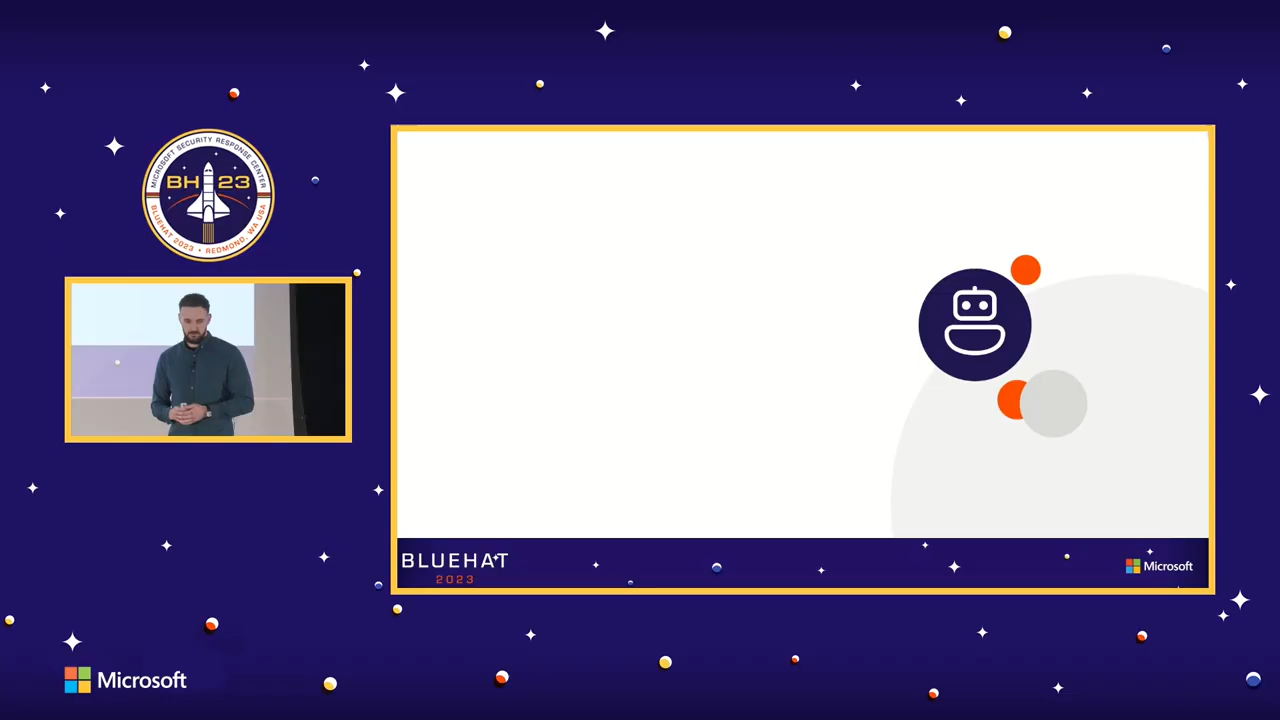 MICROSOFT SECURITY RESPONSE CENTER
BH 23
BLUEHAT 2023 • REDMOND, WA USA
BLUEHAT
2023
Microsoft
Microsoft